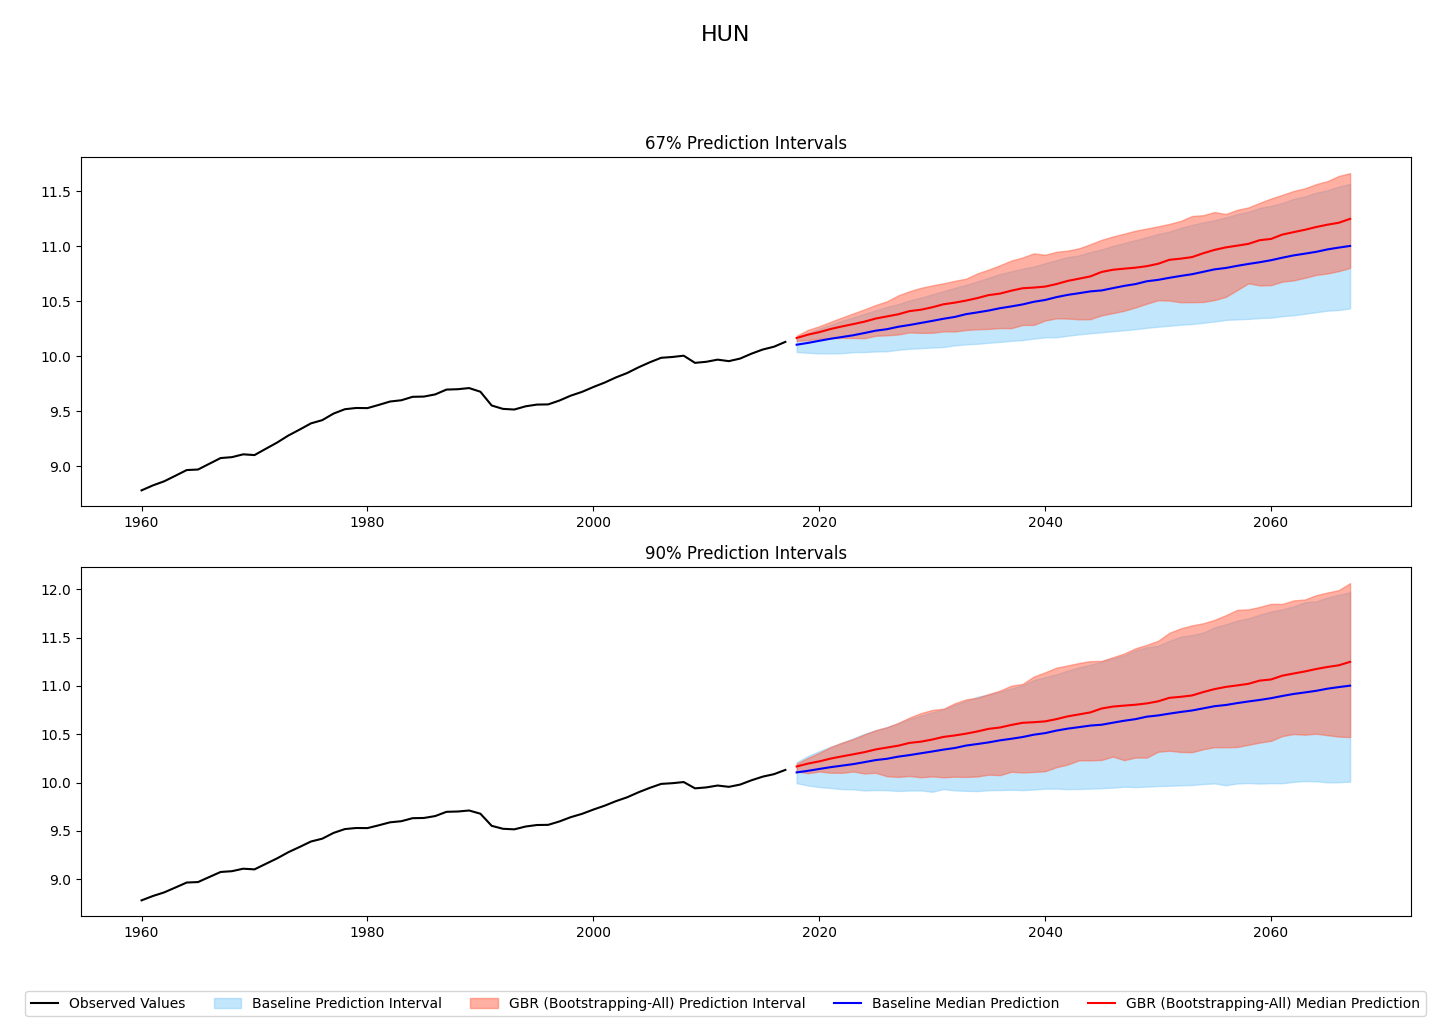 HUN
67% Prediction Intervals
11.5
11.0
10.5
10.0
9.5
9.0
1960 1980 2000 2020 2040 2060
90% Prediction Intervals
12.0
11.5
11.0
10.5
10.0
9.5
9.0
1960 1980 2000 2020 2040 2060
Observed Values Baseline Prediction Interval GBR (Bootstrapping-All) Prediction Interval Baseline Median Prediction GBR (Bootstrapping-All) Median Prediction